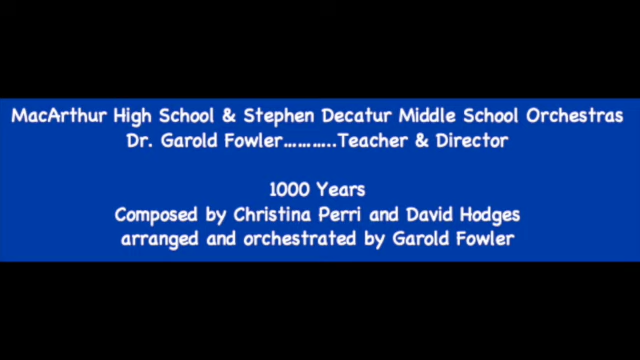 MacArthur High School & Stephen Decatur Middle School Orchestras
Dr. Garold Fowler………..Teacher & Director
1000 Years
Composed by Christina Perri and David Hodges
arranged and orchestrated by Garold Fowler